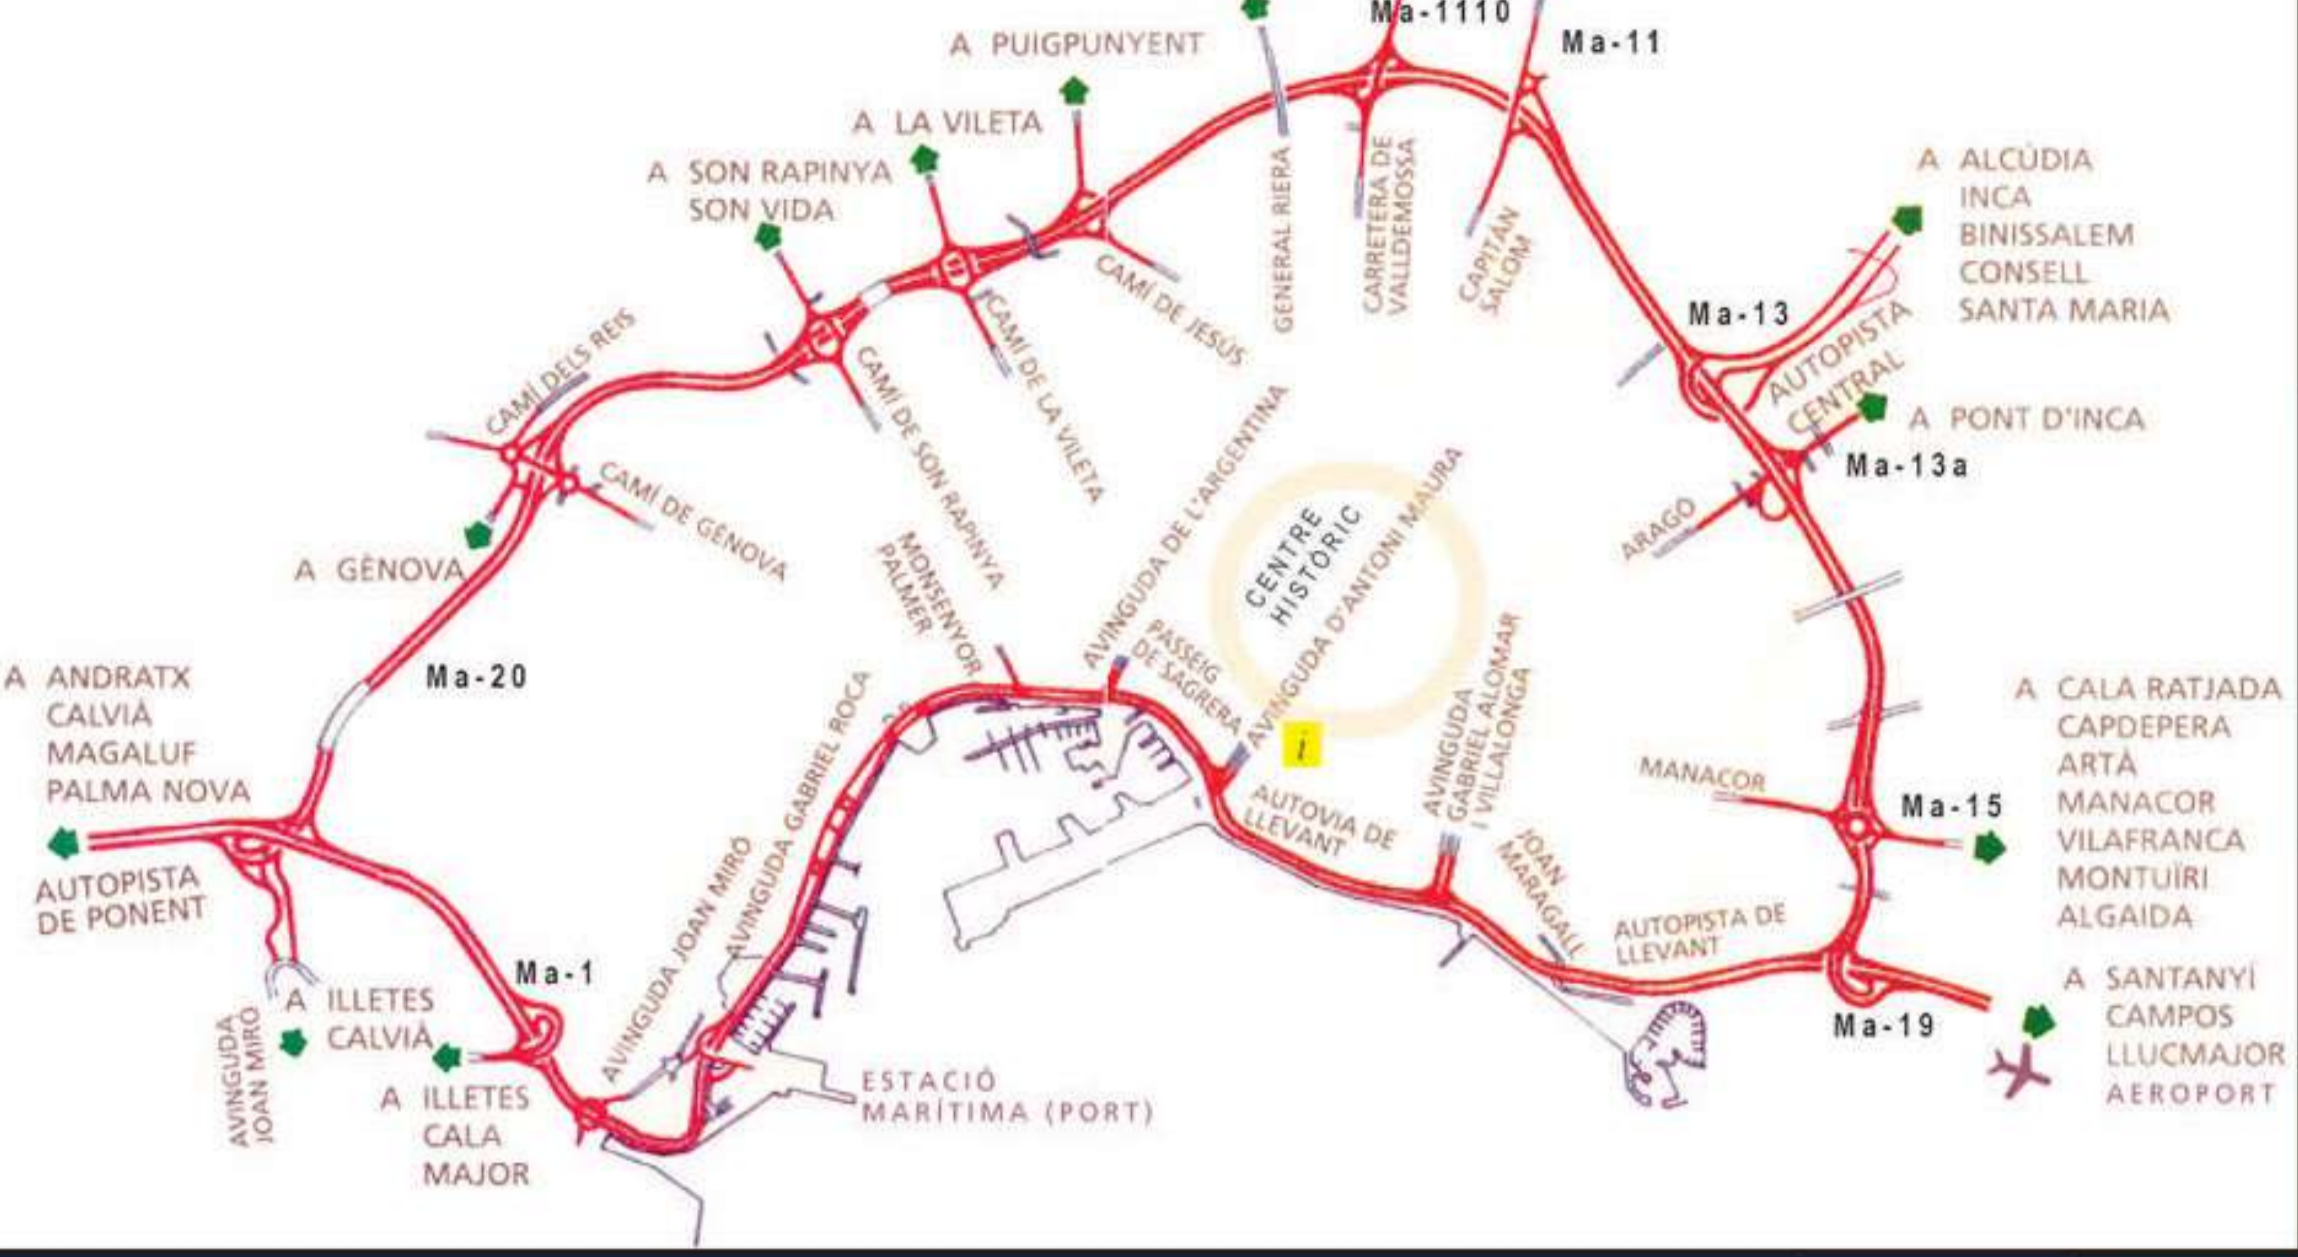 Ma-1110
Ma-11
A PUIGPUNYENT
A LA VILETA
A SON RAPINYA
SON VIDA
A ALCÚDIA
INCA
BINISSALEM
CONSELL
SANTA MARIA
GENERAL RIERA
CARRETERA DE
VALLDEMOSSA
CAPITÁN
SALOM
CAMÍ DE JESÚS
Ma-13
AUTOPISTA
CENTRAL
A PONT D'INCA
Ma-13a
ARAGO
CAMÍ DELS REIS
CAMÍ DE LA VILETA
CAMÍ DE SON RAPINYA
CAMÍ DE GÈNOVA
A GÈNOVA
MONSENYOR
PALMER
AVINGUDA DE L'ARGENTINA
CENTRE
HISTÒRIC
AVINGUDA D'ANTONI MAURA
PASSEIG
DE SAGRERA
A ANDRATX
CALVIÀ
MAGALUF
PALMA NOVA
Ma-20
AUTOPISTA
DE PONENT
AVINGUDA GABRIEL ROCA
AVINGUDA JOAN MIRÓ
i
AUTOVIA DE
LLEVANT
AVINGUDA
GABRIEL ALOMAR
I VILLALONGA
JOAN
MARAGALL
MANACOR
Ma-15
A CALA RATJADA
CAPDEPERA
ARTÀ
MANACOR
VILAFRANCA
MONTUÏRI
ALGAIDA
AUTOPISTA DE
LLEVANT
Ma-1
A ILLETES
CALVIÀ
AVINGUDA
JOAN MIRÓ
A ILLETES
CALA
MAJOR
ESTACIÓ
MARÍTIMA (PORT)
Ma-19
A SANTANYÍ
CAMPOS
LLUCMAJOR
AEROPORT